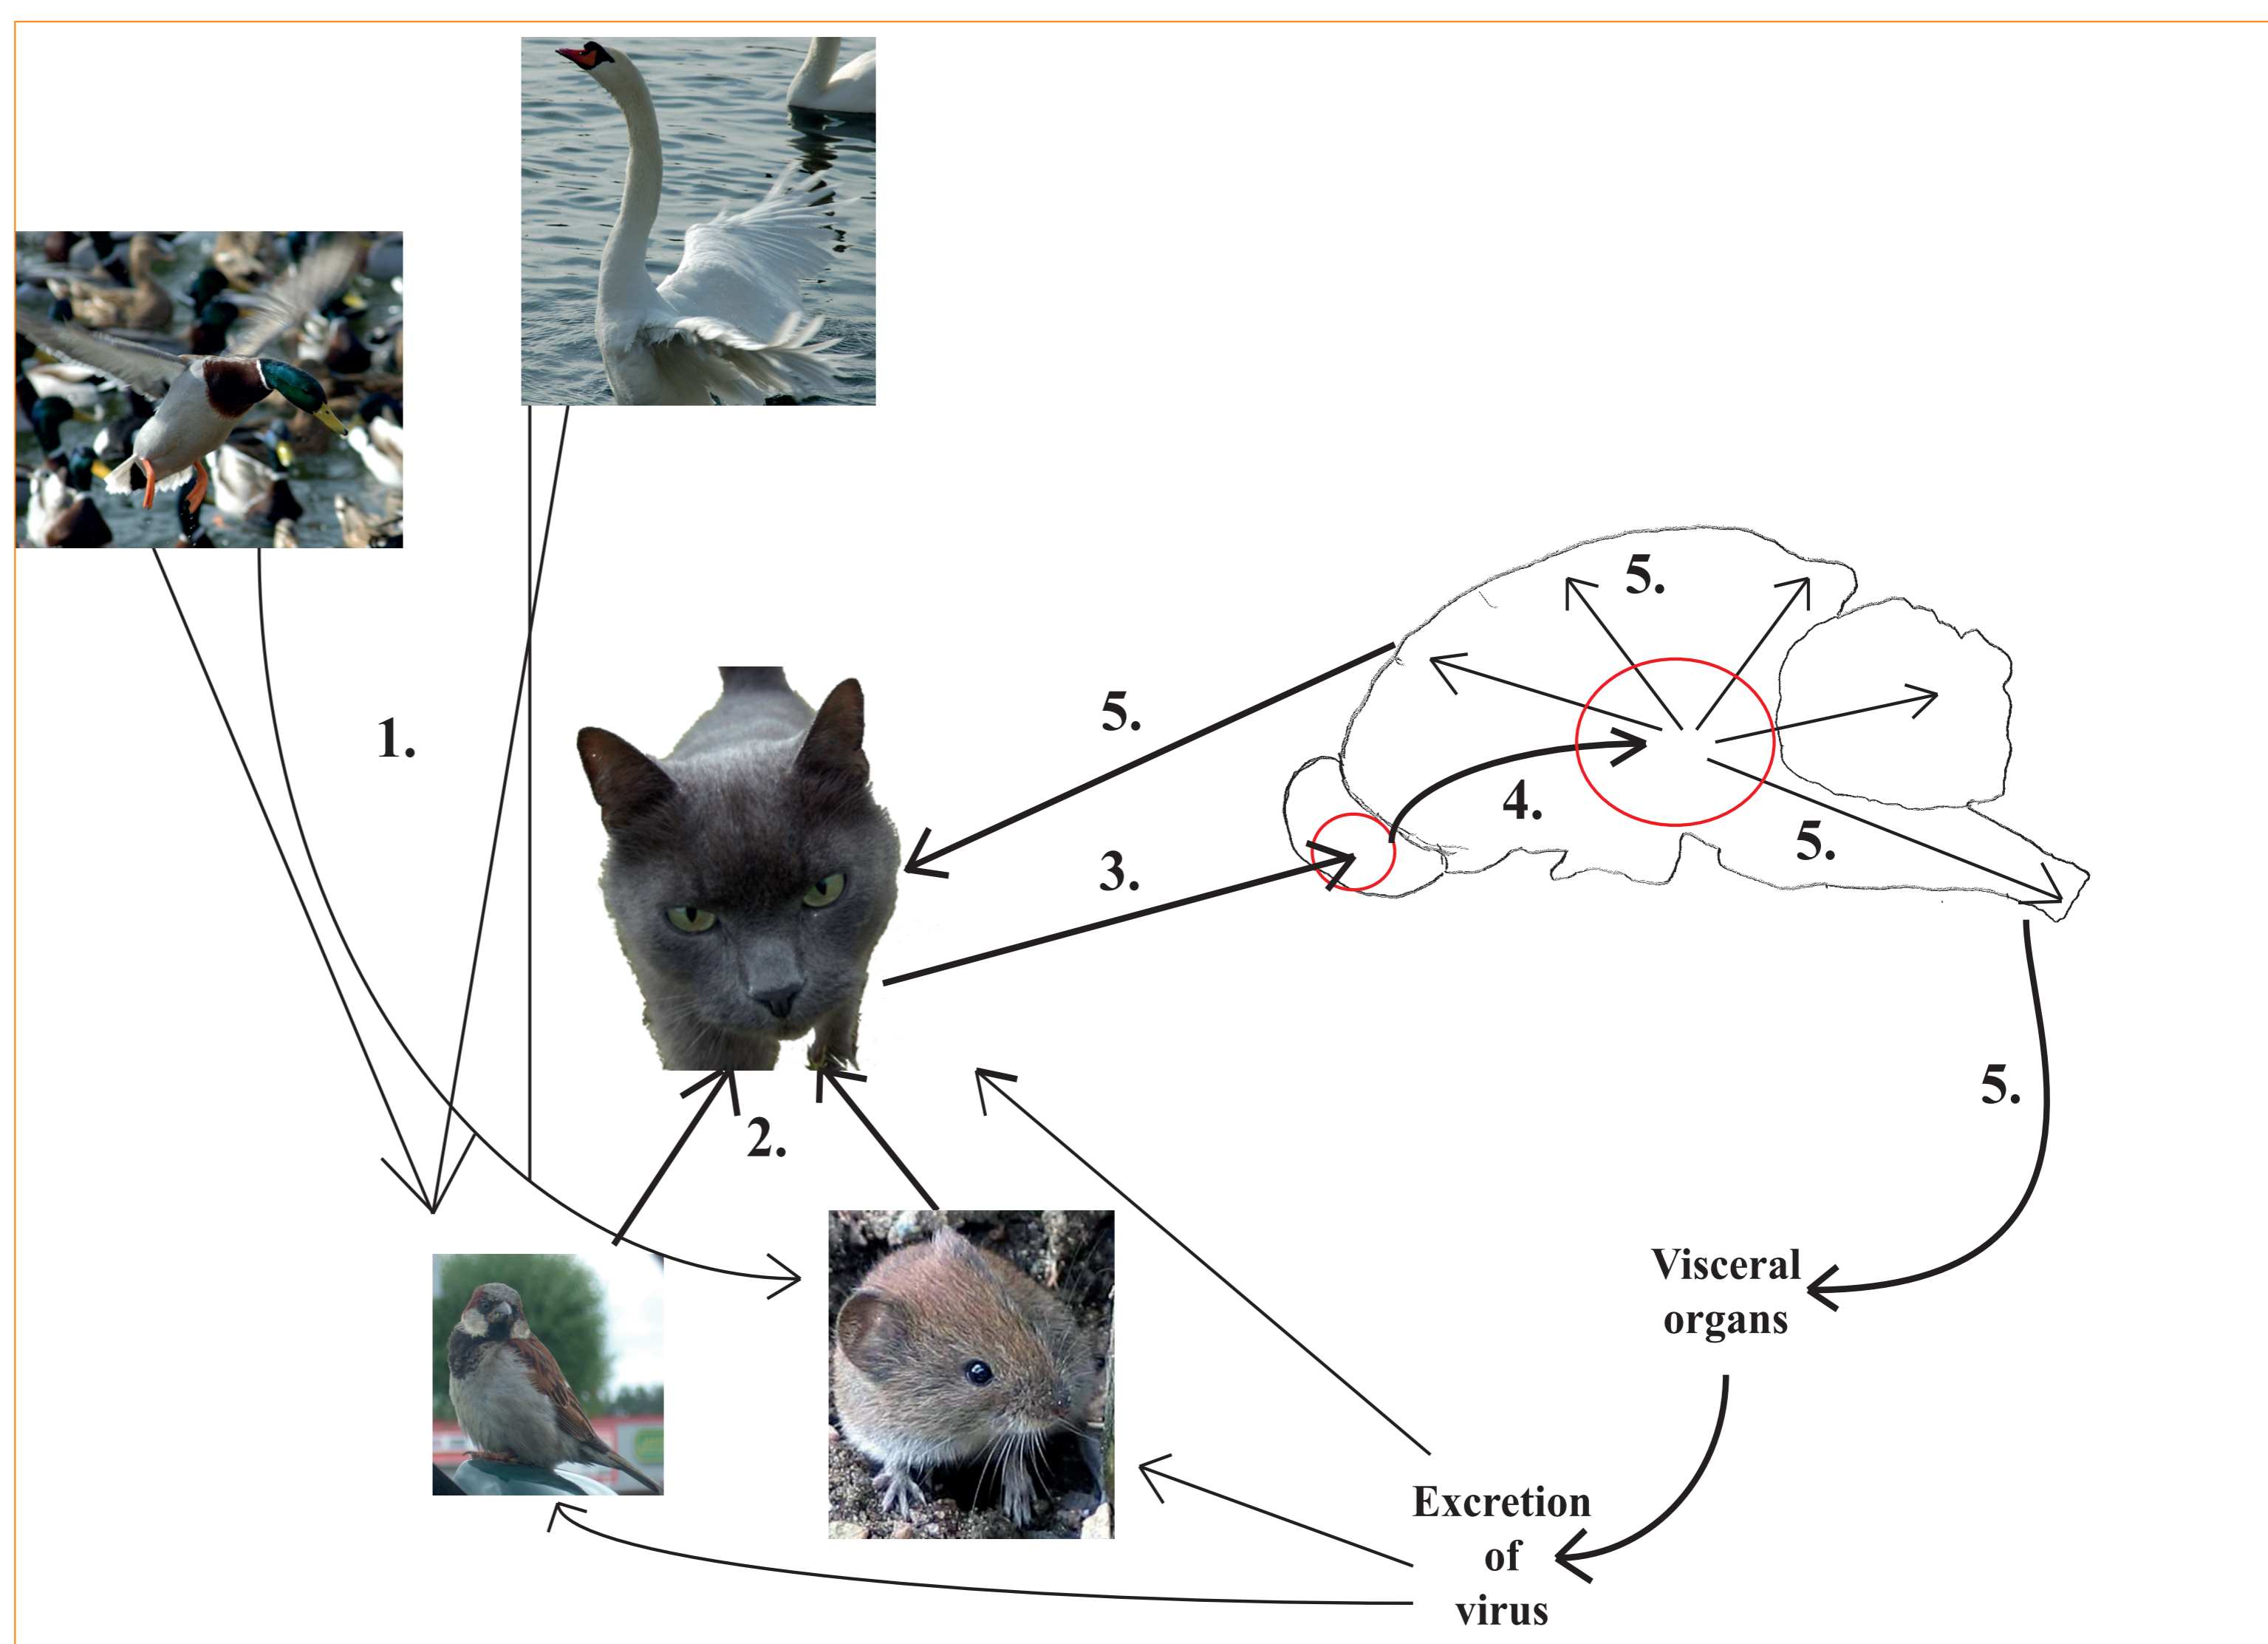 5.
1.
5.
4.
3.
5.
5.
2.
Visceral
organs
Excretion
of
virus